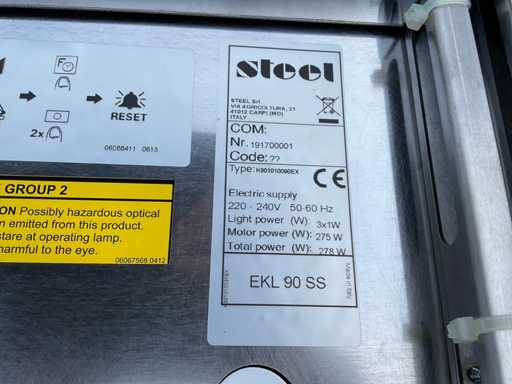 F
RESET
2x
06068411 0615
GROUP 2
ON Possibly hazardous optical
n emitted from this product.
stare at operating lamp.
harmful to the eye.
06067568 0412
steel
STEEL Srl
VIA AGRICOLTURA, 21
41012 CARPI (MO)
ITALY
COM:
Nr. 191700001
Code: ??
Type: K901010090EX
CE
Electric supply
220 - 240V 50-60 Hz
Light power (W): 3x1W
Motor power (W): 275 W
Total power (W): 278 W
Made in Italy
EKL 90 SS